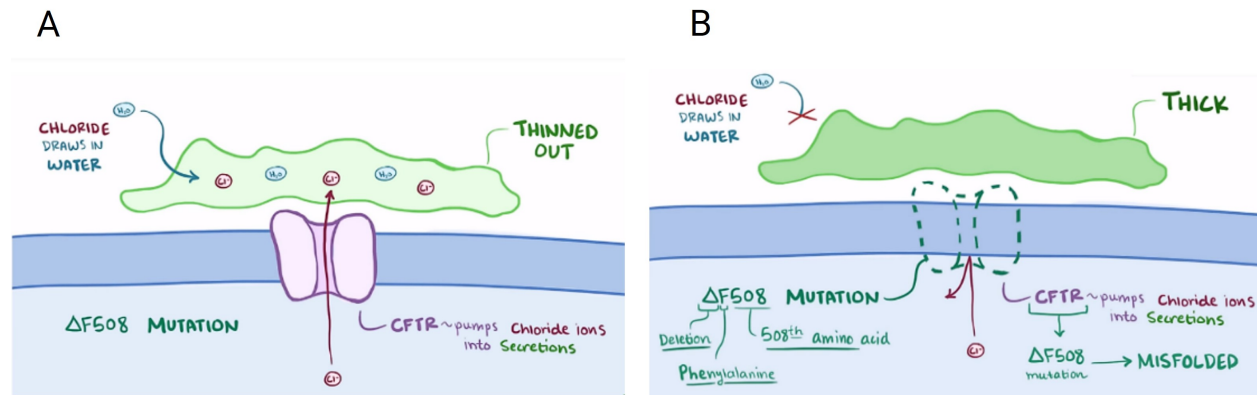 A
H₂O
CHLORIDE
DRAWS IN
WATER
THINNED
OUT
Cl⁻
H₂O
Cl⁻
H₂O
Cl⁻
ΔF508 MUTATION
CFTR ~ pumps Chloride ions
into Secretions
Cl⁻
B
H₂O
CHLORIDE
DRAWS IN
WATER
THICK
ΔF508 MUTATION
Deletion
508th amino acid
Phenylalanine
CFTR ~ pumps Chloride ions
into Secretions
Cl⁻
ΔF508 → MISFOLDED
mutation